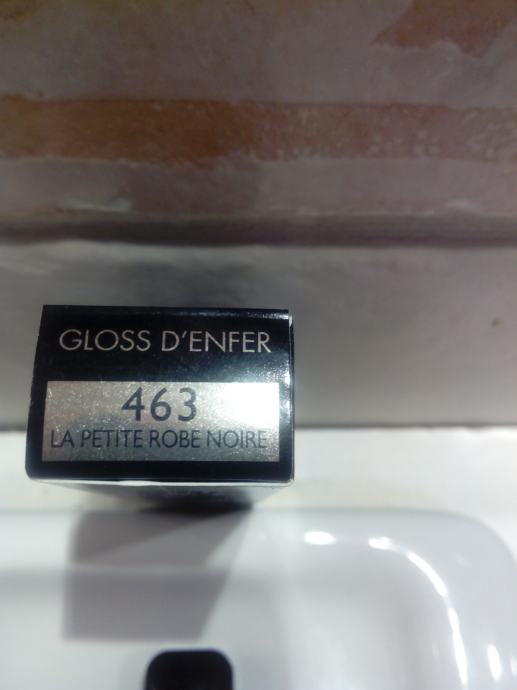 GLOSS D'ENFER
463
LA PETITE ROBE NOIRE